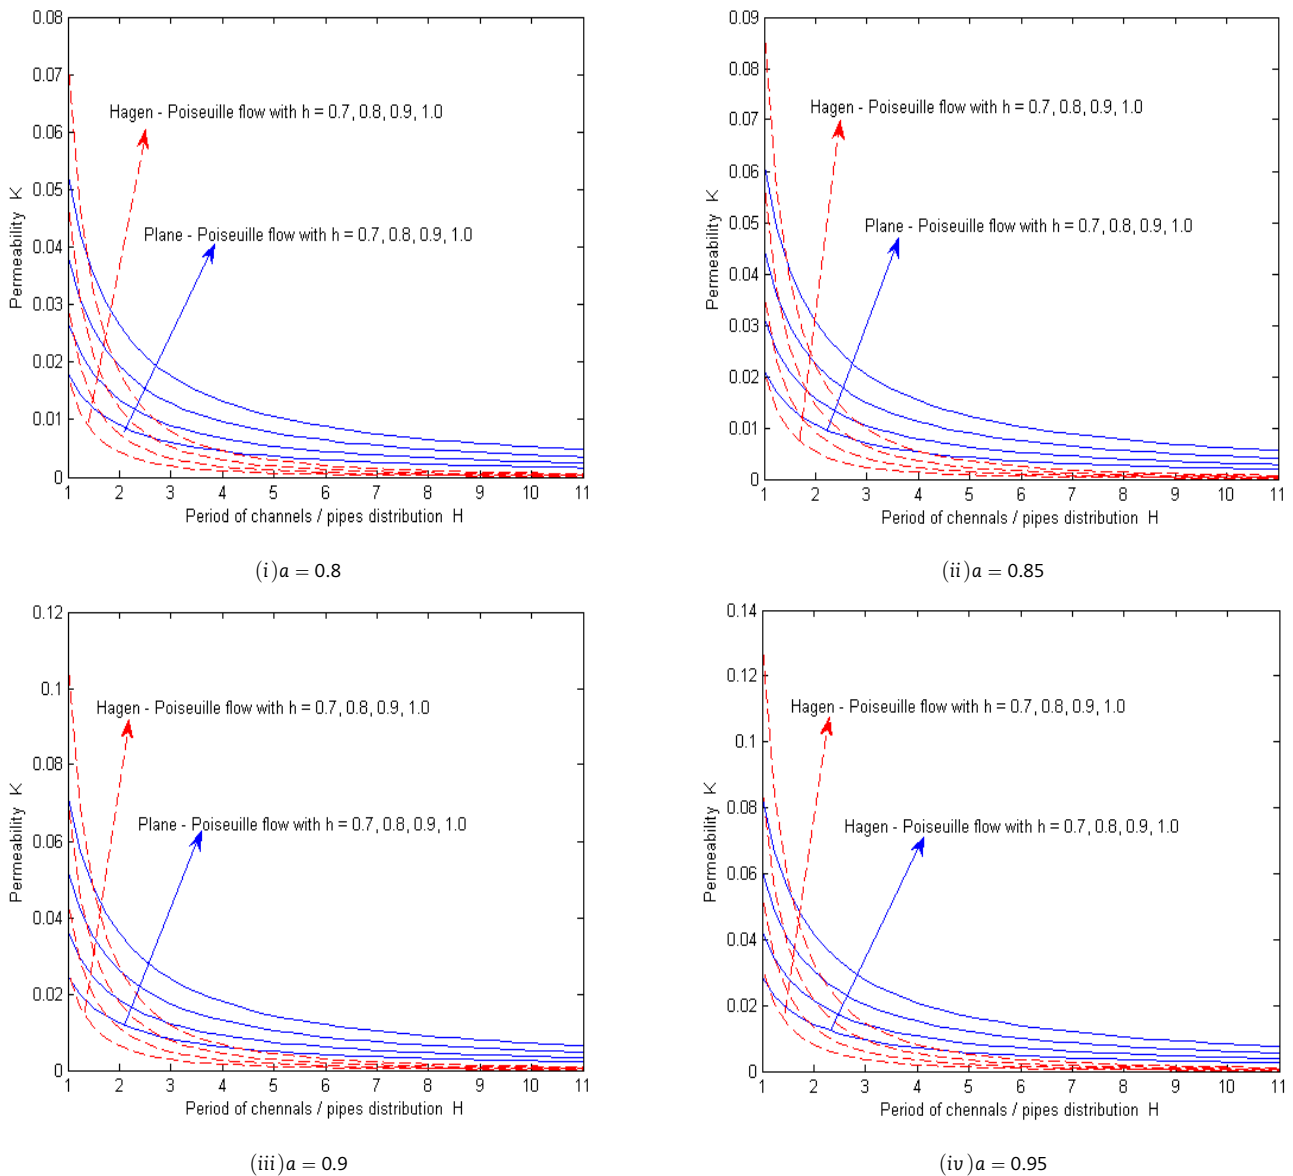 0.08
0.07
0.06
0.05
0.04
0.03
0.02
0.01
0
Permeability K
Hagen - Poiseuille flow with h = 0.7, 0.8, 0.9, 1.0
Plane - Poiseuille flow with h = 0.7, 0.8, 0.9, 1.0
1 2 3 4 5 6 7 8 9 10 11
Period of channels / pipes distribution H
(i)a = 0.8
0.09
0.08
0.07
0.06
0.05
0.04
0.03
0.02
0.01
0
Permeability K
Hagen - Poiseuille flow with h = 0.7, 0.8, 0.9, 1.0
Plane - Poiseuille flow with h = 0.7, 0.8, 0.9, 1.0
1 2 3 4 5 6 7 8 9 10 11
Period of chennals / pipes distribution H
(ii)a = 0.85
0.12
0.1
0.08
0.06
0.04
0.02
0
Permeability K
Hagen - Poiseuille flow with h = 0.7, 0.8, 0.9, 1.0
Plane - Poiseuille flow with h = 0.7, 0.8, 0.9, 1.0
1 2 3 4 5 6 7 8 9 10 11
Period of chennals / pipes distribution H
(iii)a = 0.9
0.14
0.12
0.1
0.08
0.06
0.04
0.02
0
Permeability K
Hagen - Poiseuille flow with h = 0.7, 0.8, 0.9, 1.0
Hagen - Poiseuille flow with h = 0.7, 0.8, 0.9, 1.0
1 2 3 4 5 6 7 8 9 10 11
Period of chennals / pipes distribution H
(iv)a = 0.95